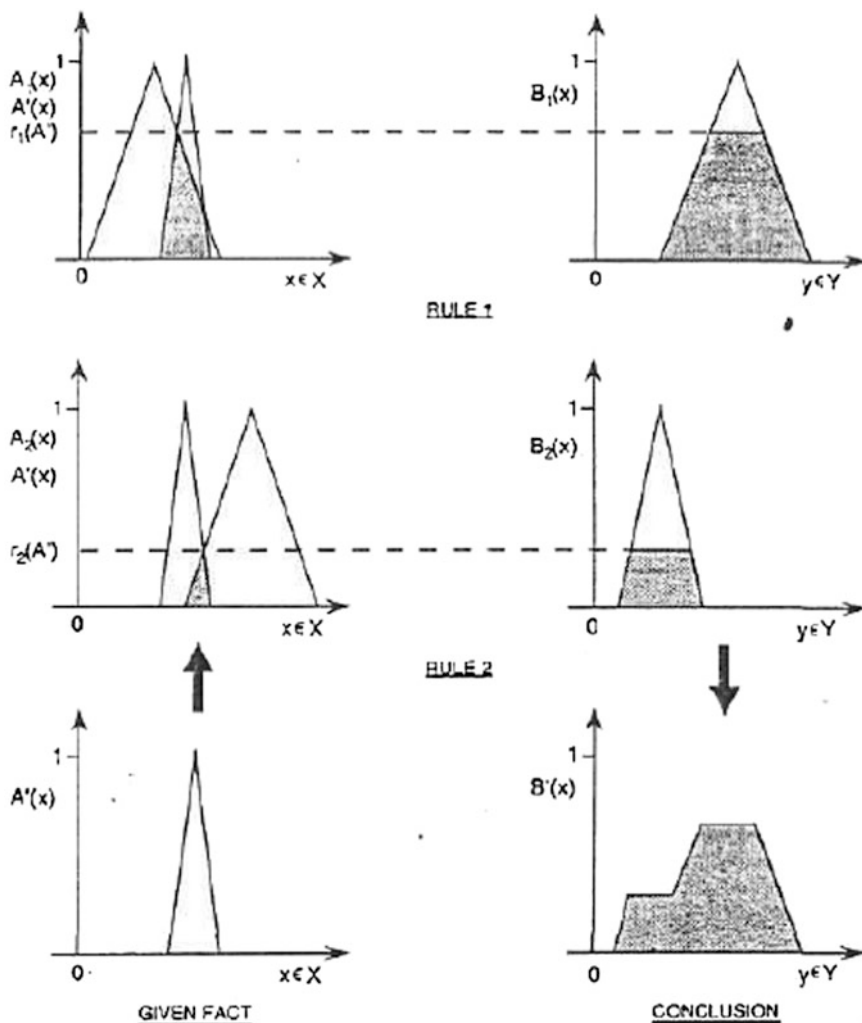 1
A₁(x)
A'(x)
r₁(A')
0
x∈X
1
B₁(x)
0
y∈Y
RULE 1
1
A₂(x)
A'(x)
r₂(A')
0
x∈X
1
B₂(x)
0
y∈Y
RULE 2
1
A'(x)
0
x∈X
GIVEN FACT
1
B'(x)
0
y∈Y
CONCLUSION